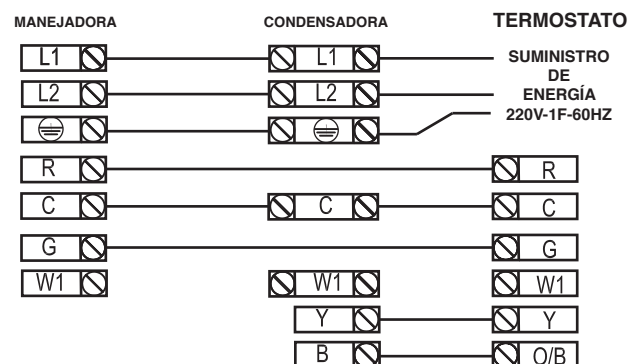 MANEJADORA CONDENSADORA TERMOSTATO
L1 L1 SUMINISTRO
DE
L2 L2 ENERGÍA
220V-1F-60HZ
R R
C C C
G G
W1 W1 W1
Y Y
B O/B